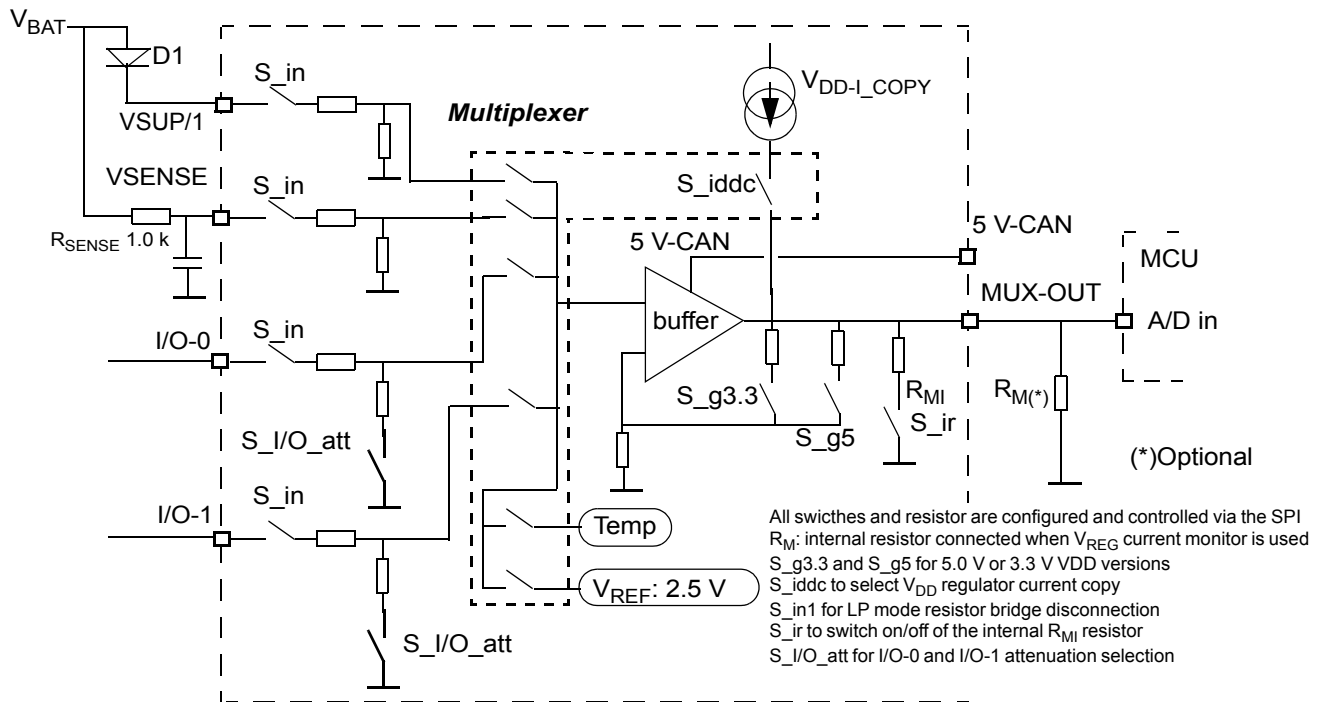 VBAT
D1
S_in
VDD-I_COPY
VSUP/1
Multiplexer
VSENSE
S_in
S_iddc
RSENSE 1.0 k
5 V-CAN
5 V-CAN
MCU
MUX-OUT
buffer
A/D in
I/O-0
S_in
S_g3.3
RMI
RM(*)
S_ir
S_g5
S_I/O_att
(*)Optional
S_in
I/O-1
Temp
VREF: 2.5 V
S_I/O_att
All swicthes and resistor are configured and controlled via the SPI
RM: internal resistor connected when VREG current monitor is used
S_g3.3 and S_g5 for 5.0 V or 3.3 V VDD versions
S_iddc to select VDD regulator current copy
S_in1 for LP mode resistor bridge disconnection
S_ir to switch on/off of the internal RMI resistor
S_I/O_att for I/O-0 and I/O-1 attenuation selection